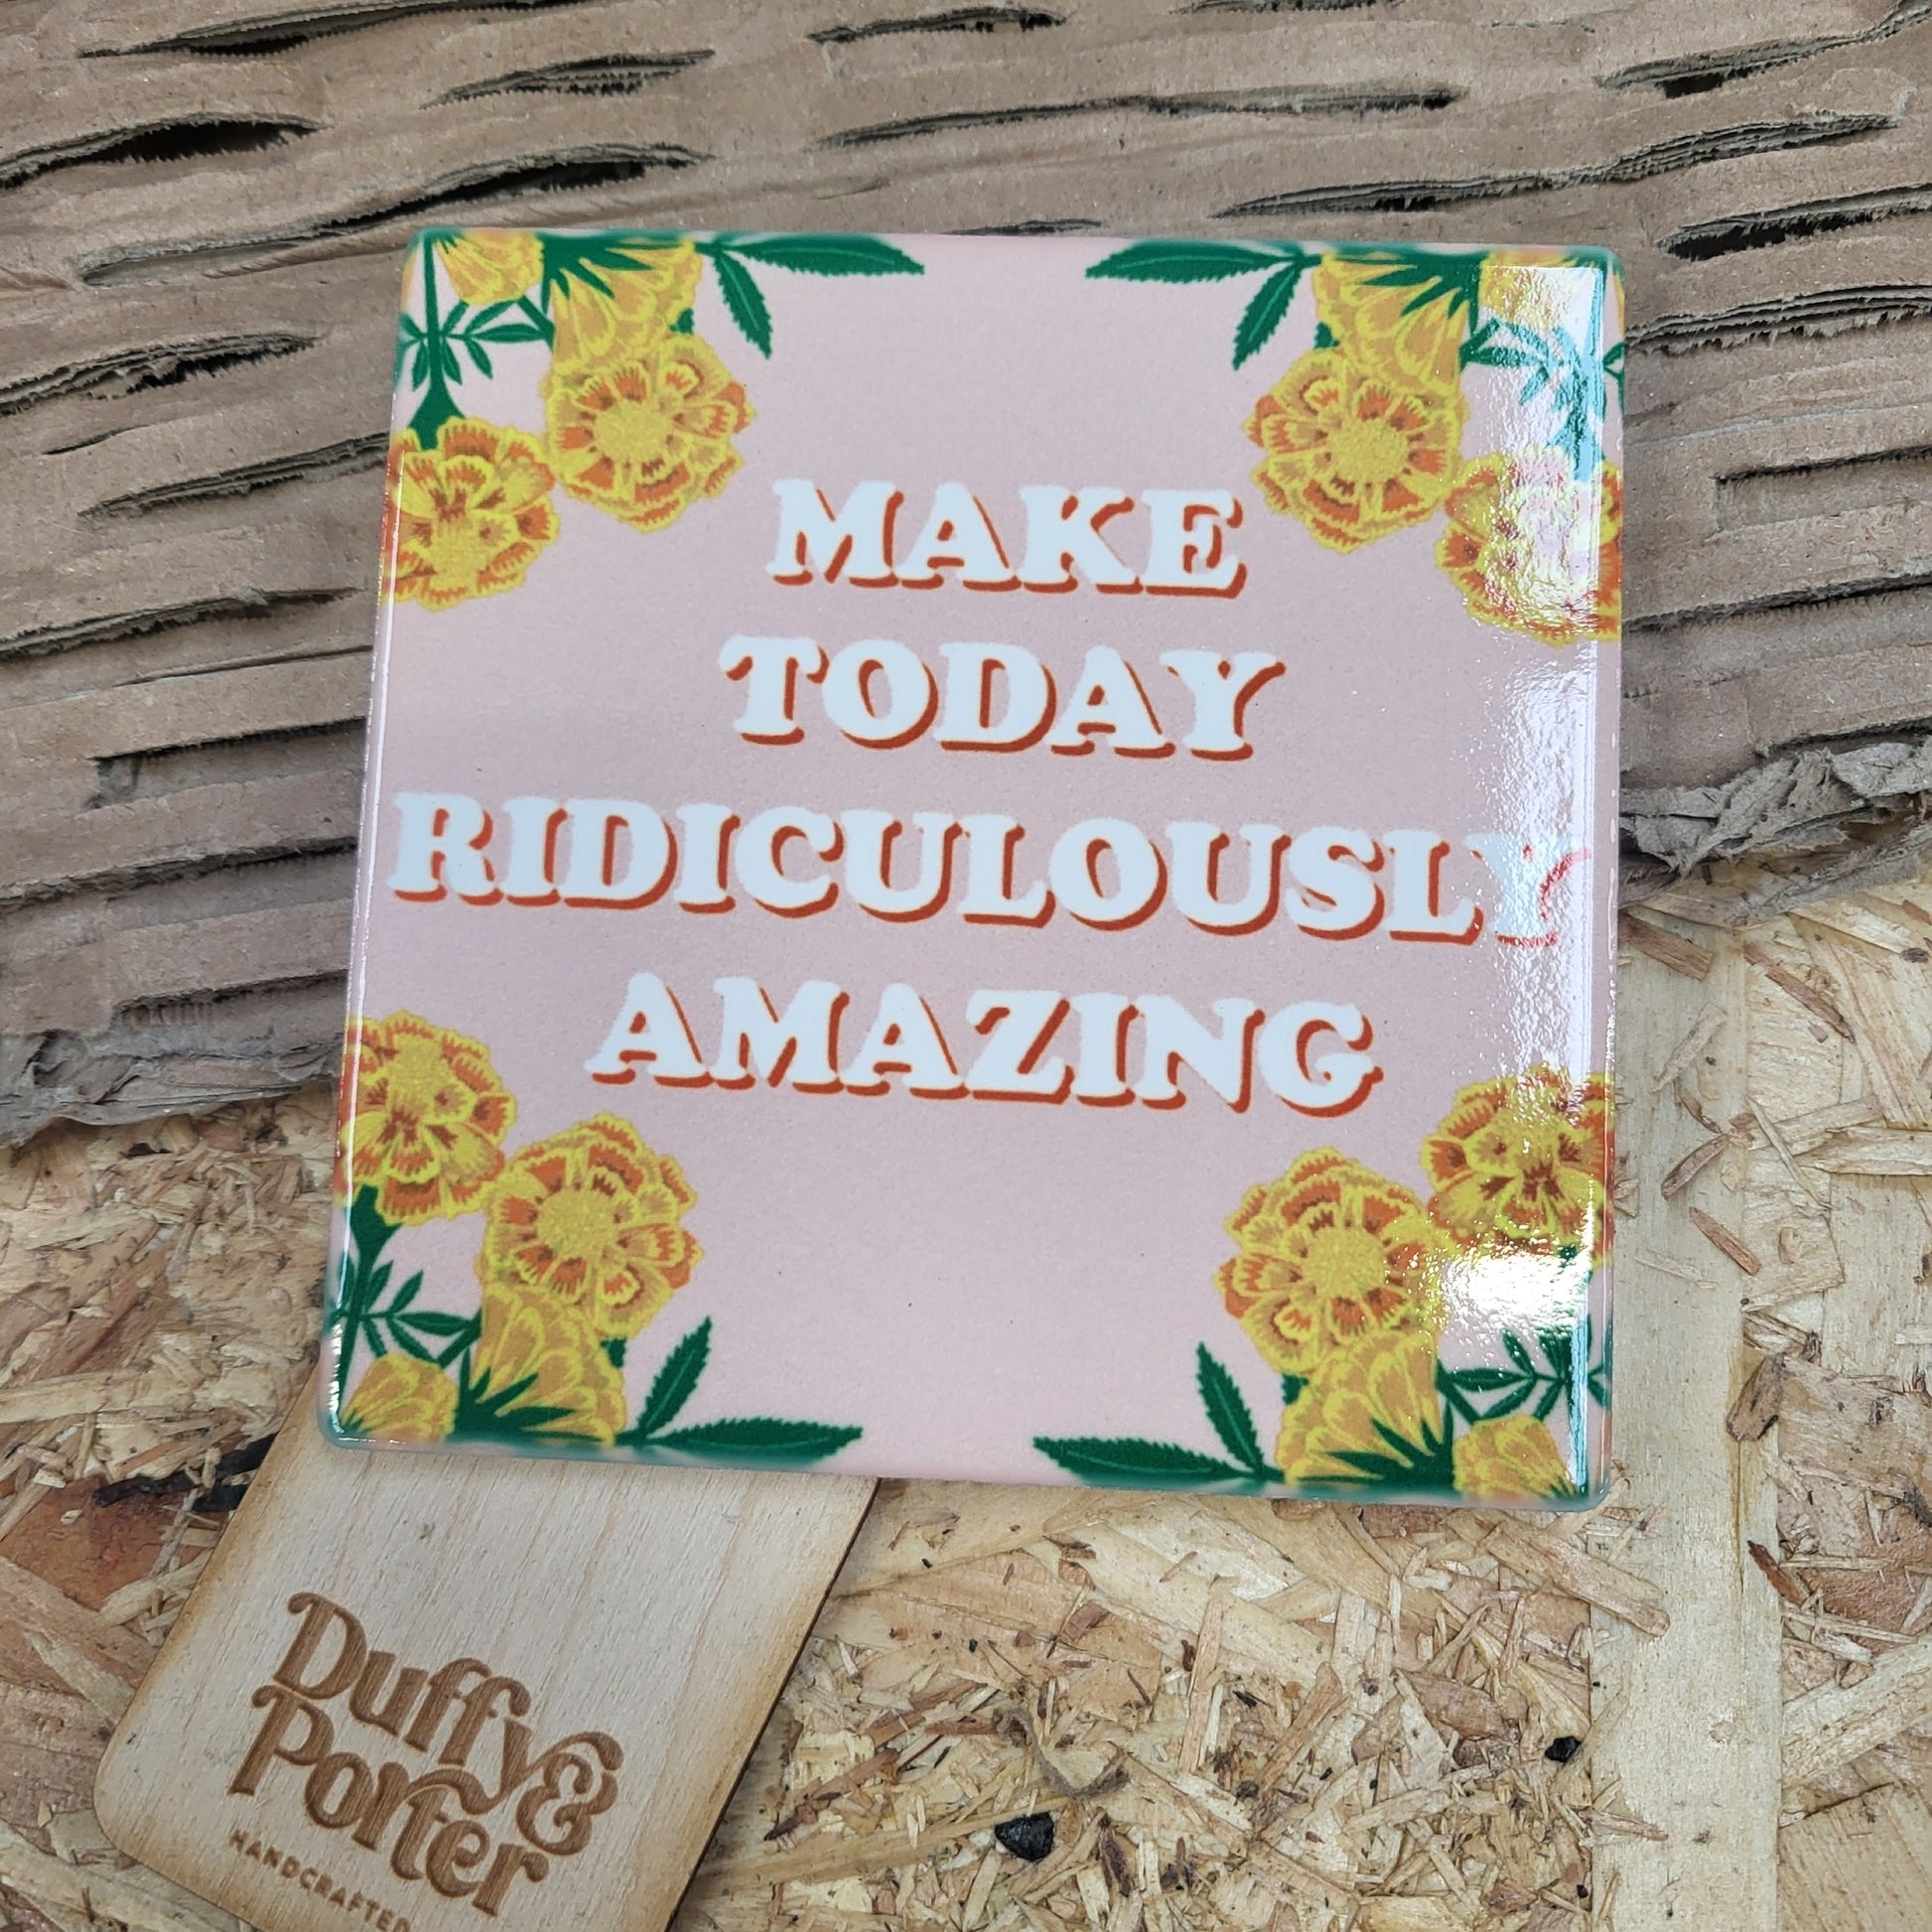 MAKE
TODAY
RIDICULOUSLY
AMAZING
Duffy&
Porter
HANDCRAFTED